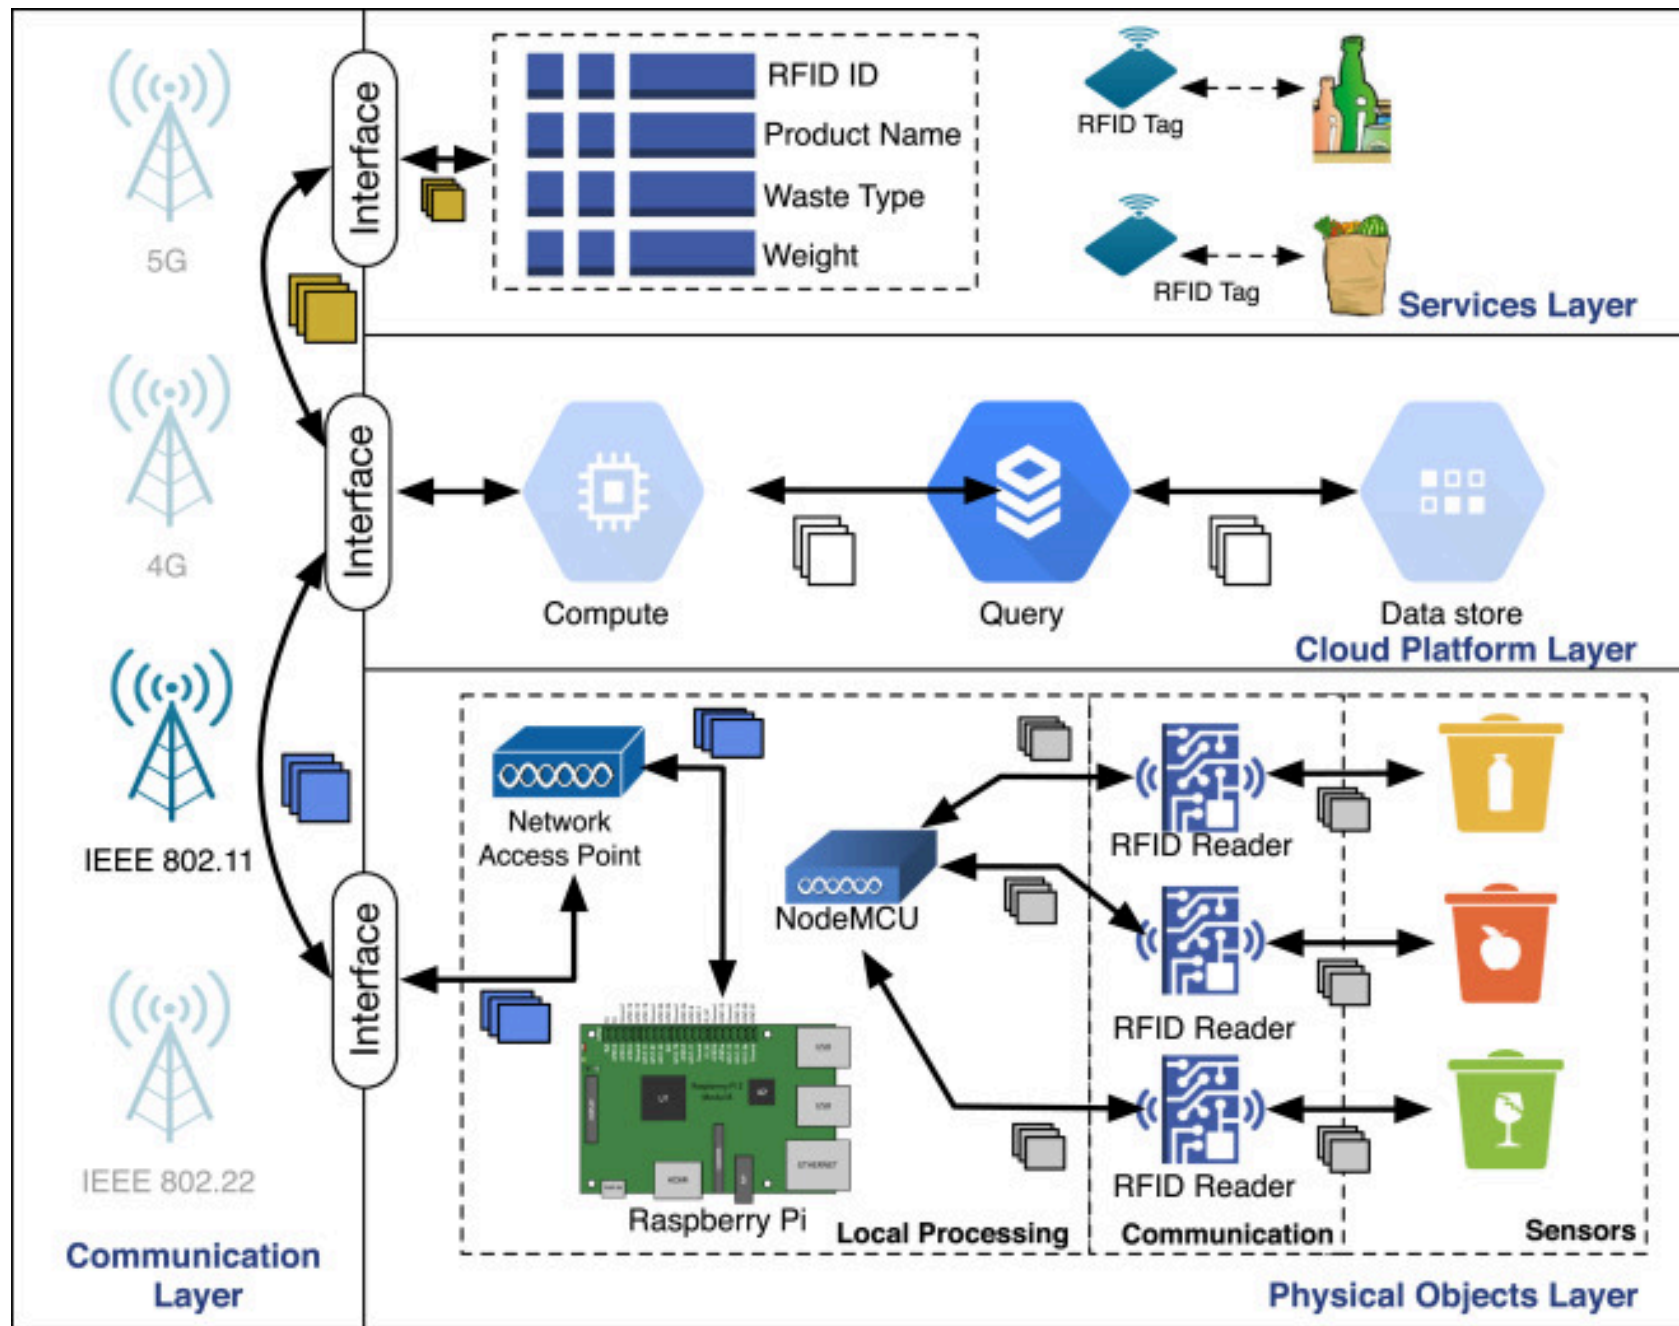 5G
4G
IEEE 802.11
IEEE 802.22
Communication
Layer
Interface
Interface
Interface
RFID ID
Product Name
Waste Type
Weight
RFID Tag
RFID Tag
Services Layer
Compute
Query
Data store
Cloud Platform Layer
Network
Access Point
NodeMCU
Raspberry Pi
Local Processing
RFID Reader
RFID Reader
RFID Reader
Communication
Sensors
Physical Objects Layer
ETHERNET
HDMI